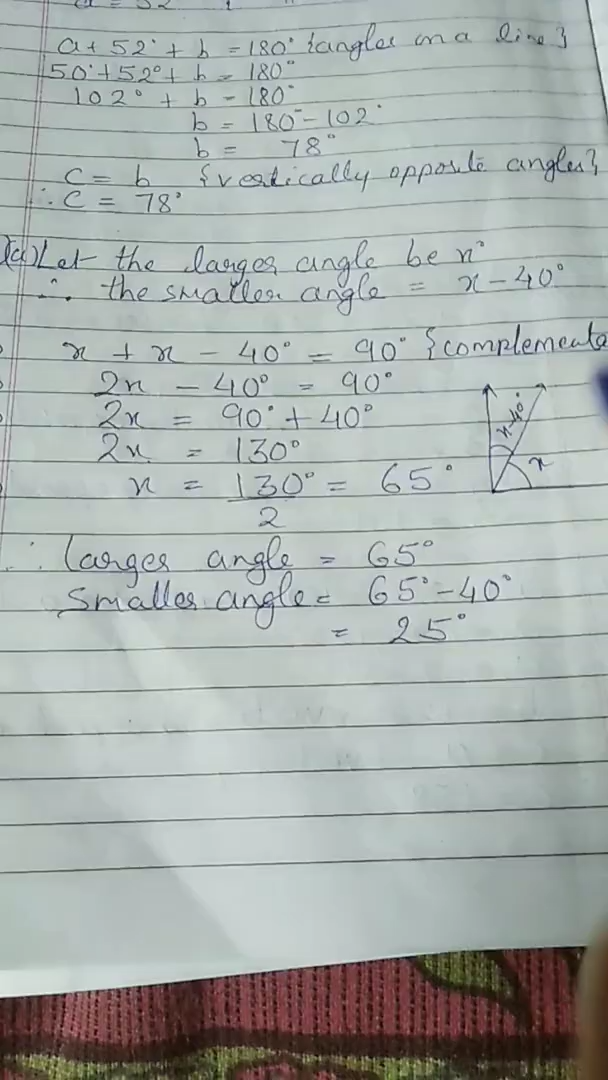 a + 52° + b = 180° {angles on a line}
50° + 52° + b = 180°
102° + b = 180°
b = 180° - 102°
b = 78°
c = b {vertically opposite angles}
∴ c = 78°
Let the larger angle be x°
∴ the smaller angle = x - 40°
x + x - 40° = 90° {complementa
2x - 40° = 90°
2x = 90° + 40°
2x = 130°
x = 130°/2 = 65°
x-40°
x
∴ larger angle = 65°
Smaller angle = 65° - 40°
= 25°